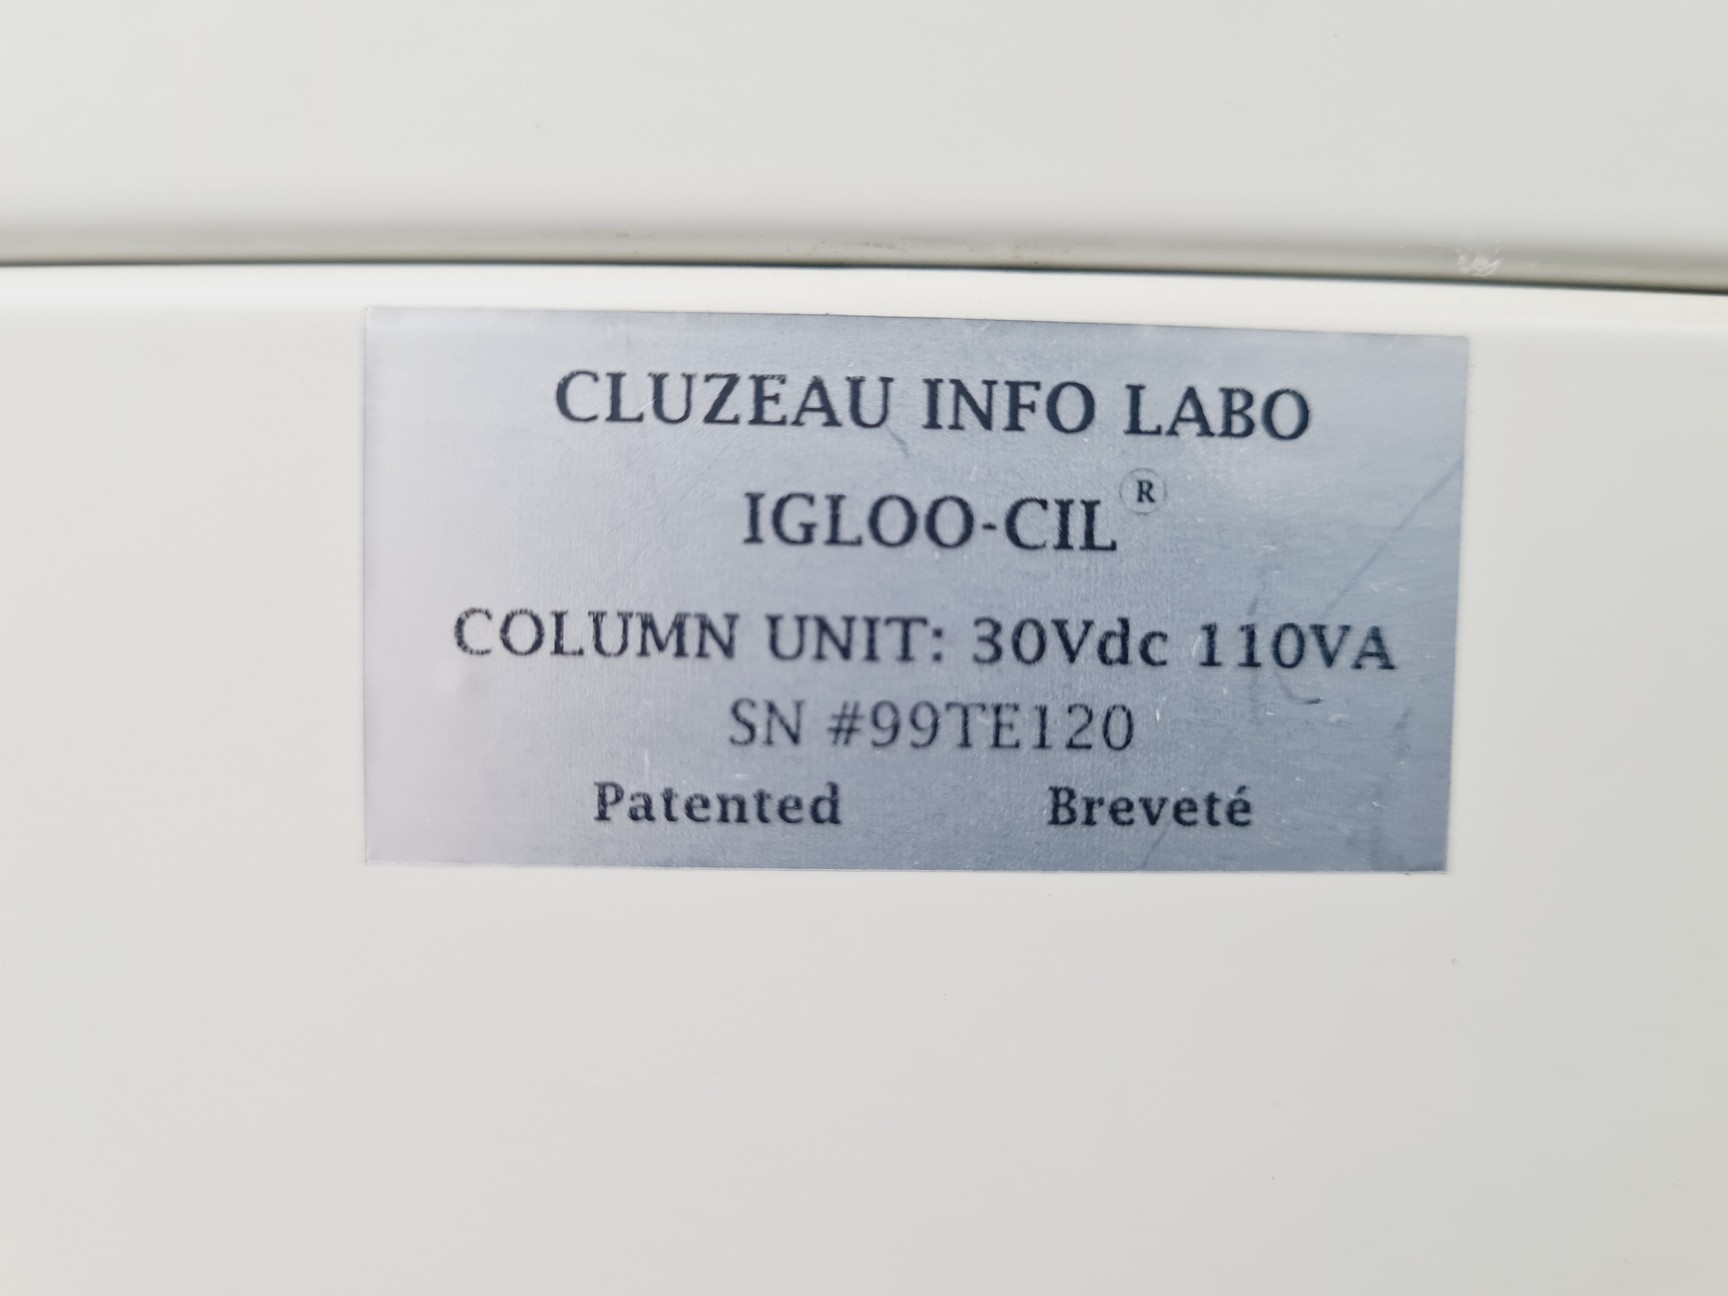 CLUZEAU INFO LABO
IGLOO-CIL®
COLUMN UNIT: 30Vdc 110VA
SN #99TE120
Patented Breveté